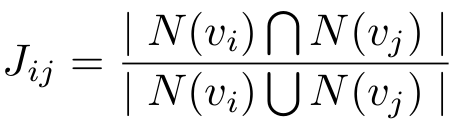 J_{ij} = \frac{| N(v_i) \bigcap N(v_j) |}{| N(v_i) \bigcup N(v_j) |}